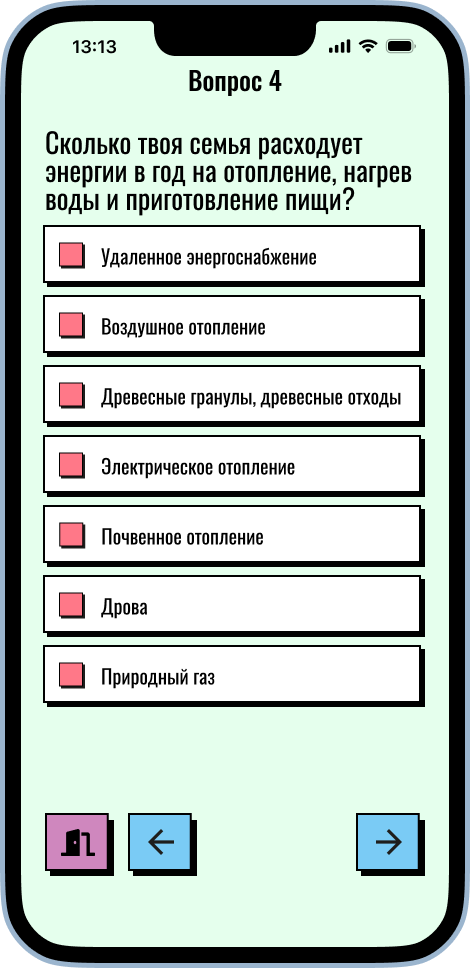 13:13
Вопрос 4
Сколько твоя семья расходует
энергии в год на отопление, нагрев
воды и приготовление пищи?
Удаленное энергоснабжение
Воздушное отопление
Древесные гранулы, древесные отходы
Электрическое отопление
Почвенное отопление
Дрова
Природный газ